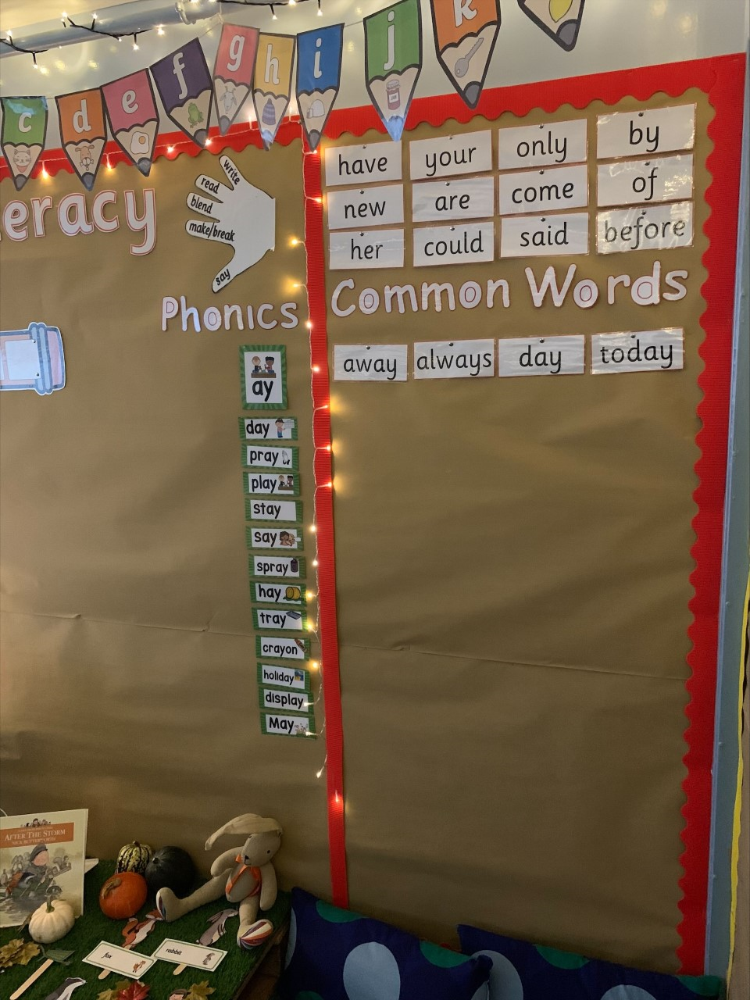 c d e f g h i j k
eracy
write
read
blend
make/break
say
Phonics
ay
day
pray
play
stay
say
spray
hay
tray
crayon
holiday
display
May
have your only by
new are come of
her could said before
Common Words
away always day today
AFTER THE STORM
NICK BUTTERWORTH
fox
rabbit